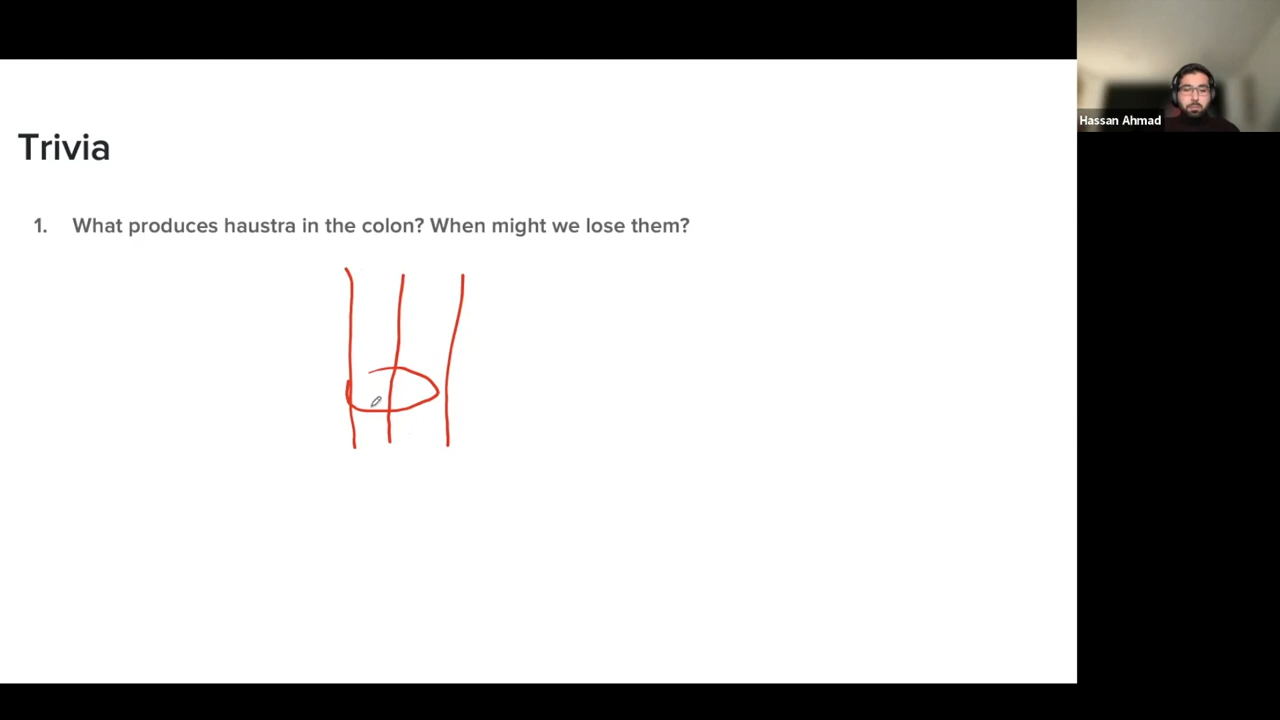 Trivia
1. What produces haustra in the colon? When might we lose them?
Hassan Ahmad